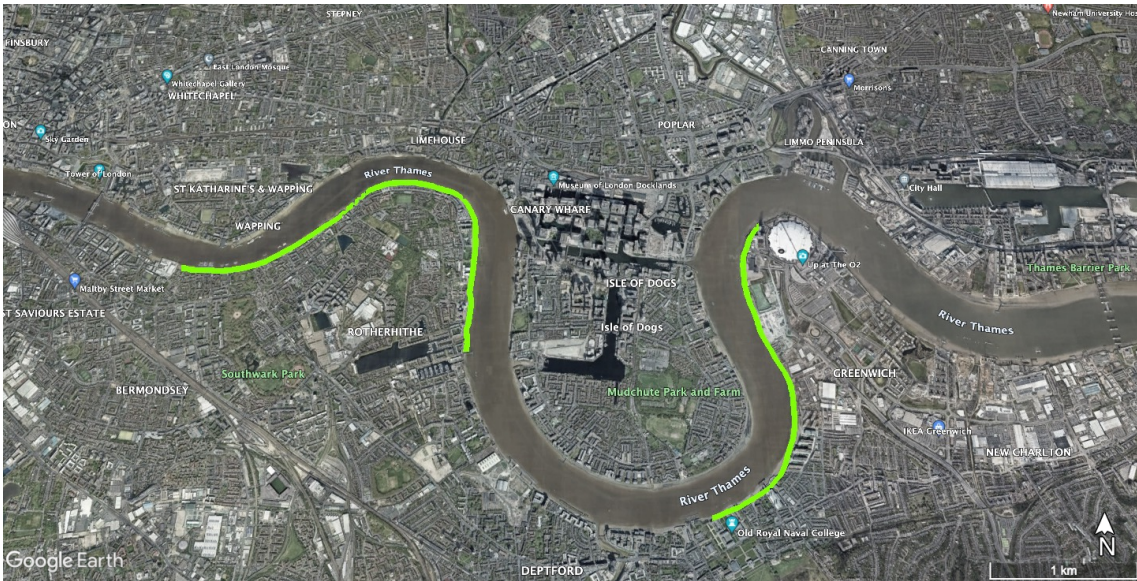 STEPNEY
Newham University Hos
FINSBURY
CANNING TOWN
East London Mosque
Whitechapel Gallery
WHITECHAPEL
Morrisons
ON
POPLAR
Sky Garden
LIMEHOUSE
LIMMO PENINSULA
Tower of London
River Thames
ST KATHARINE'S & WAPPING
Museum of London Docklands
City Hall
CANARY WHARF
WAPPING
Up at The O2
Thames Barrier Park
Maltby Street Market
ISLE OF DOGS
ST SAVIOURS ESTATE
River Thames
ROTHERHITHE
Isle of Dogs
Southwark Park
GREENWICH
BERMONDSEY
Mudchute Park and Farm
IKEA Greenwich
NEW CHARLTON
River Thames
Old Royal Naval College
N
Google Earth
DEPTFORD
1 km